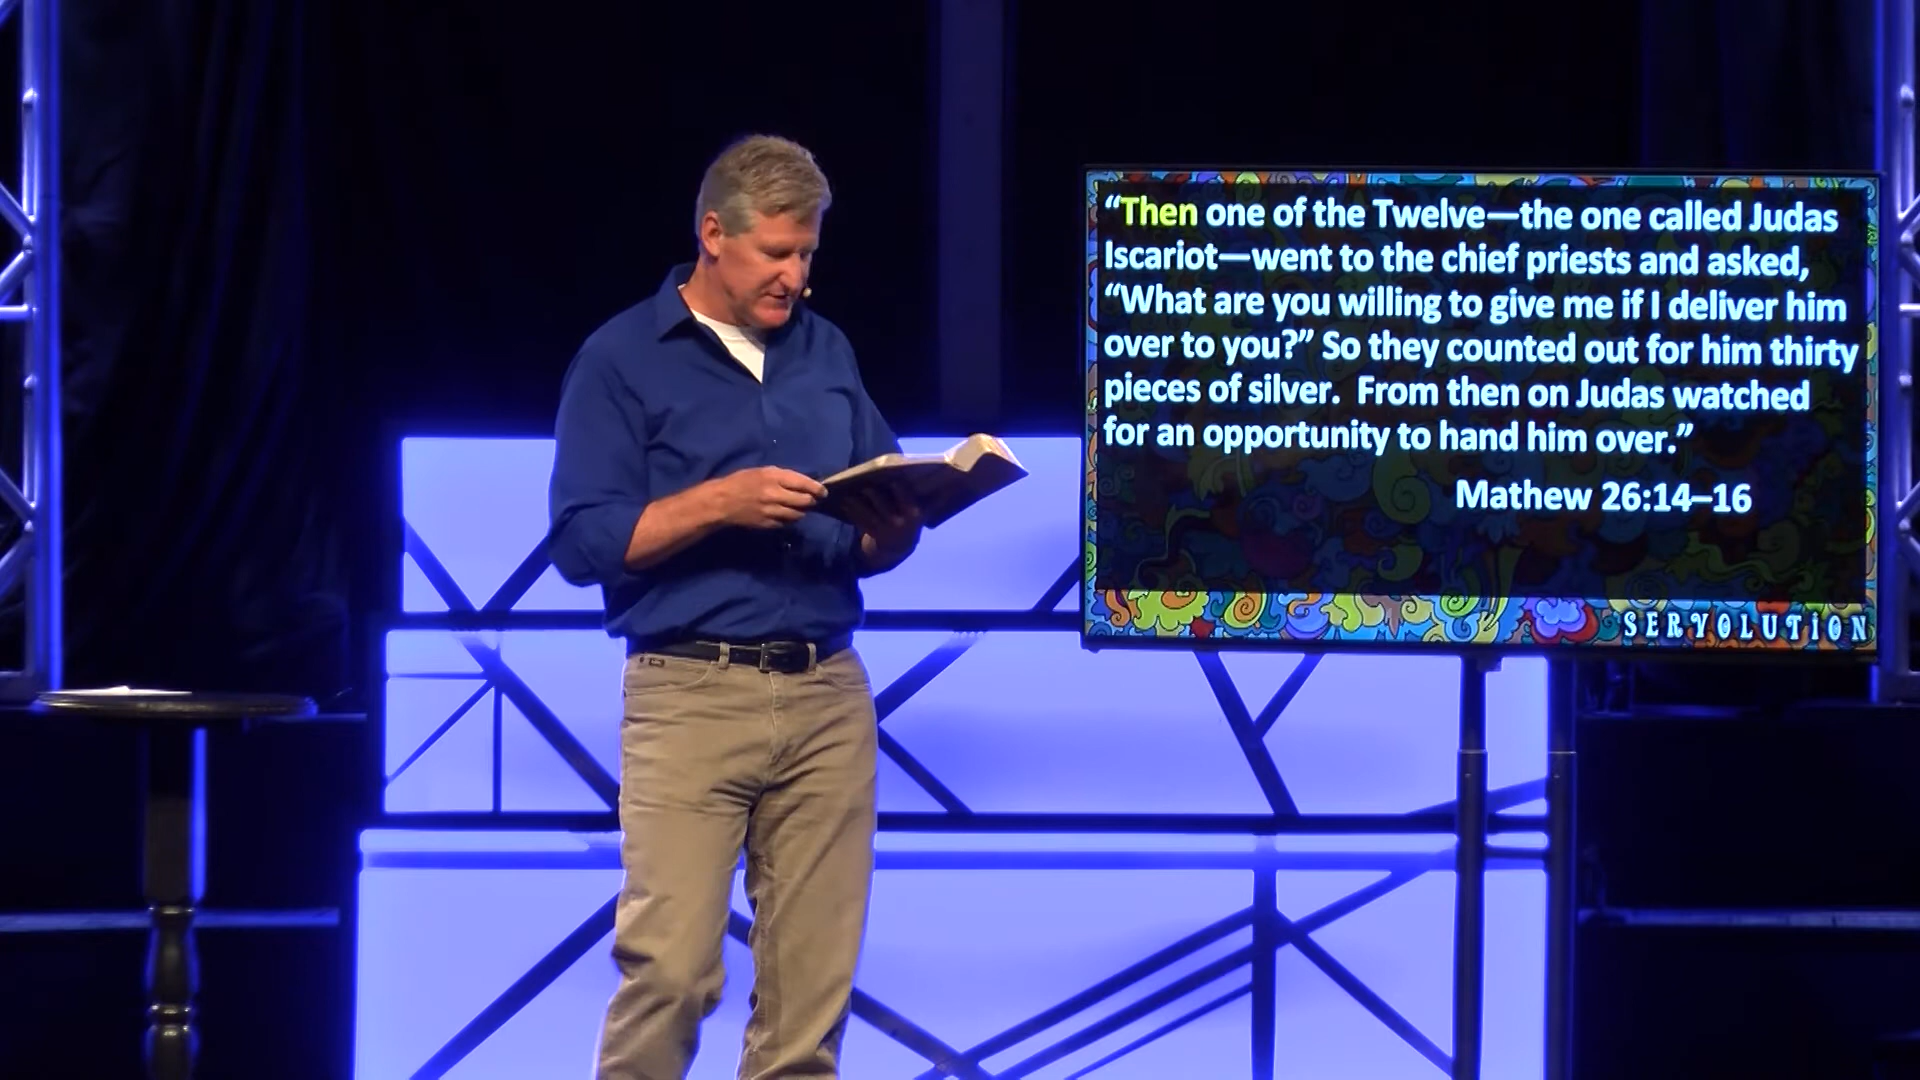 “Then one of the Twelve—the one called Judas
Iscariot—went to the chief priests and asked,
“What are you willing to give me if I deliver him
over to you?” So they counted out for him thirty
pieces of silver. From then on Judas watched
for an opportunity to hand him over.”
Mathew 26:14–16
SERVOLUTION